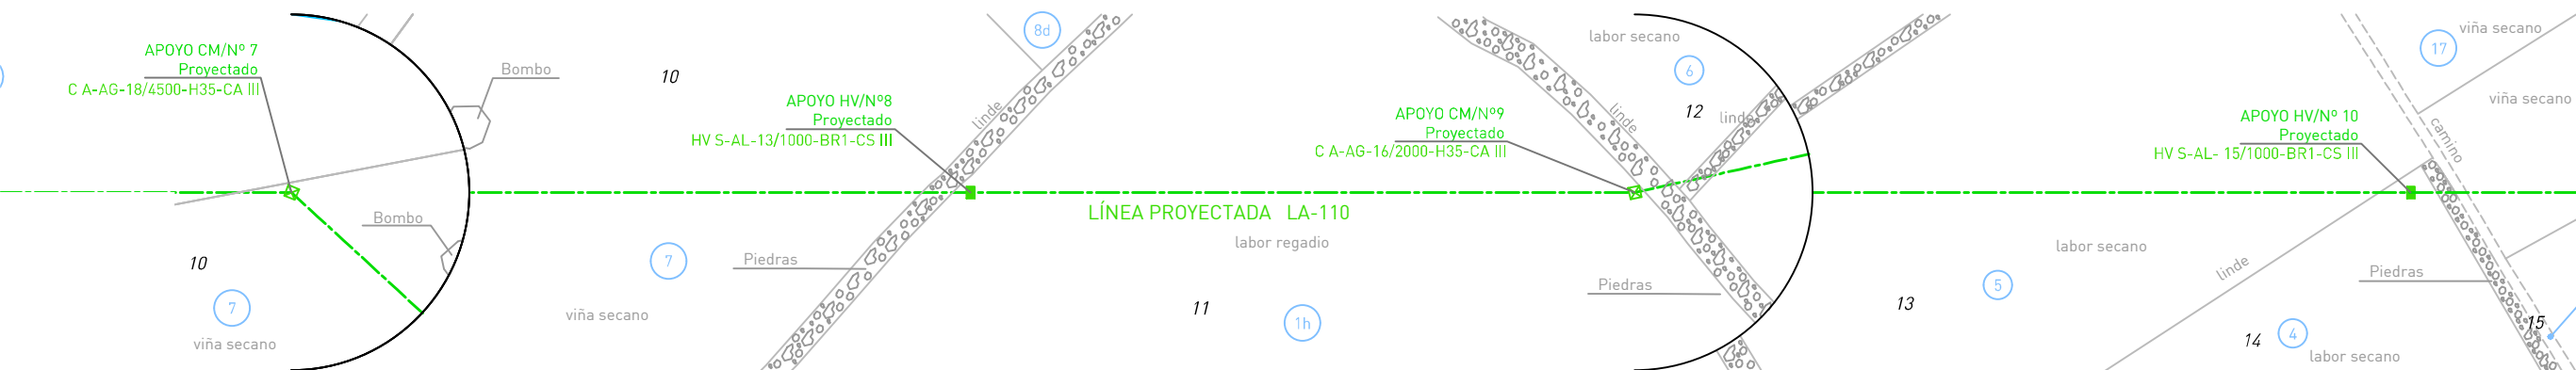 APOYO CM/Nº 7
Proyectado
C A-AG-18/4500-H35-CA III
Bombo
Bombo
10
7
viña secano
10
APOYO HV/Nº8
Proyectado
HV S-AL-13/1000-BR1-CS III
8d
linde
7
Piedras
viña secano
LÍNEA PROYECTADA LA-110
labor regadio
11
1h
APOYO CM/Nº9
Proyectado
C A-AG-16/2000-H35-CA III
labor secano
6
12
linde
linde
Piedras
13
5
labor secano
APOYO HV/Nº 10
Proyectado
HV S-AL- 15/1000-BR1-CS III
17
viña secano
viña secano
camino
linde
Piedras
14
4
labor secano
15